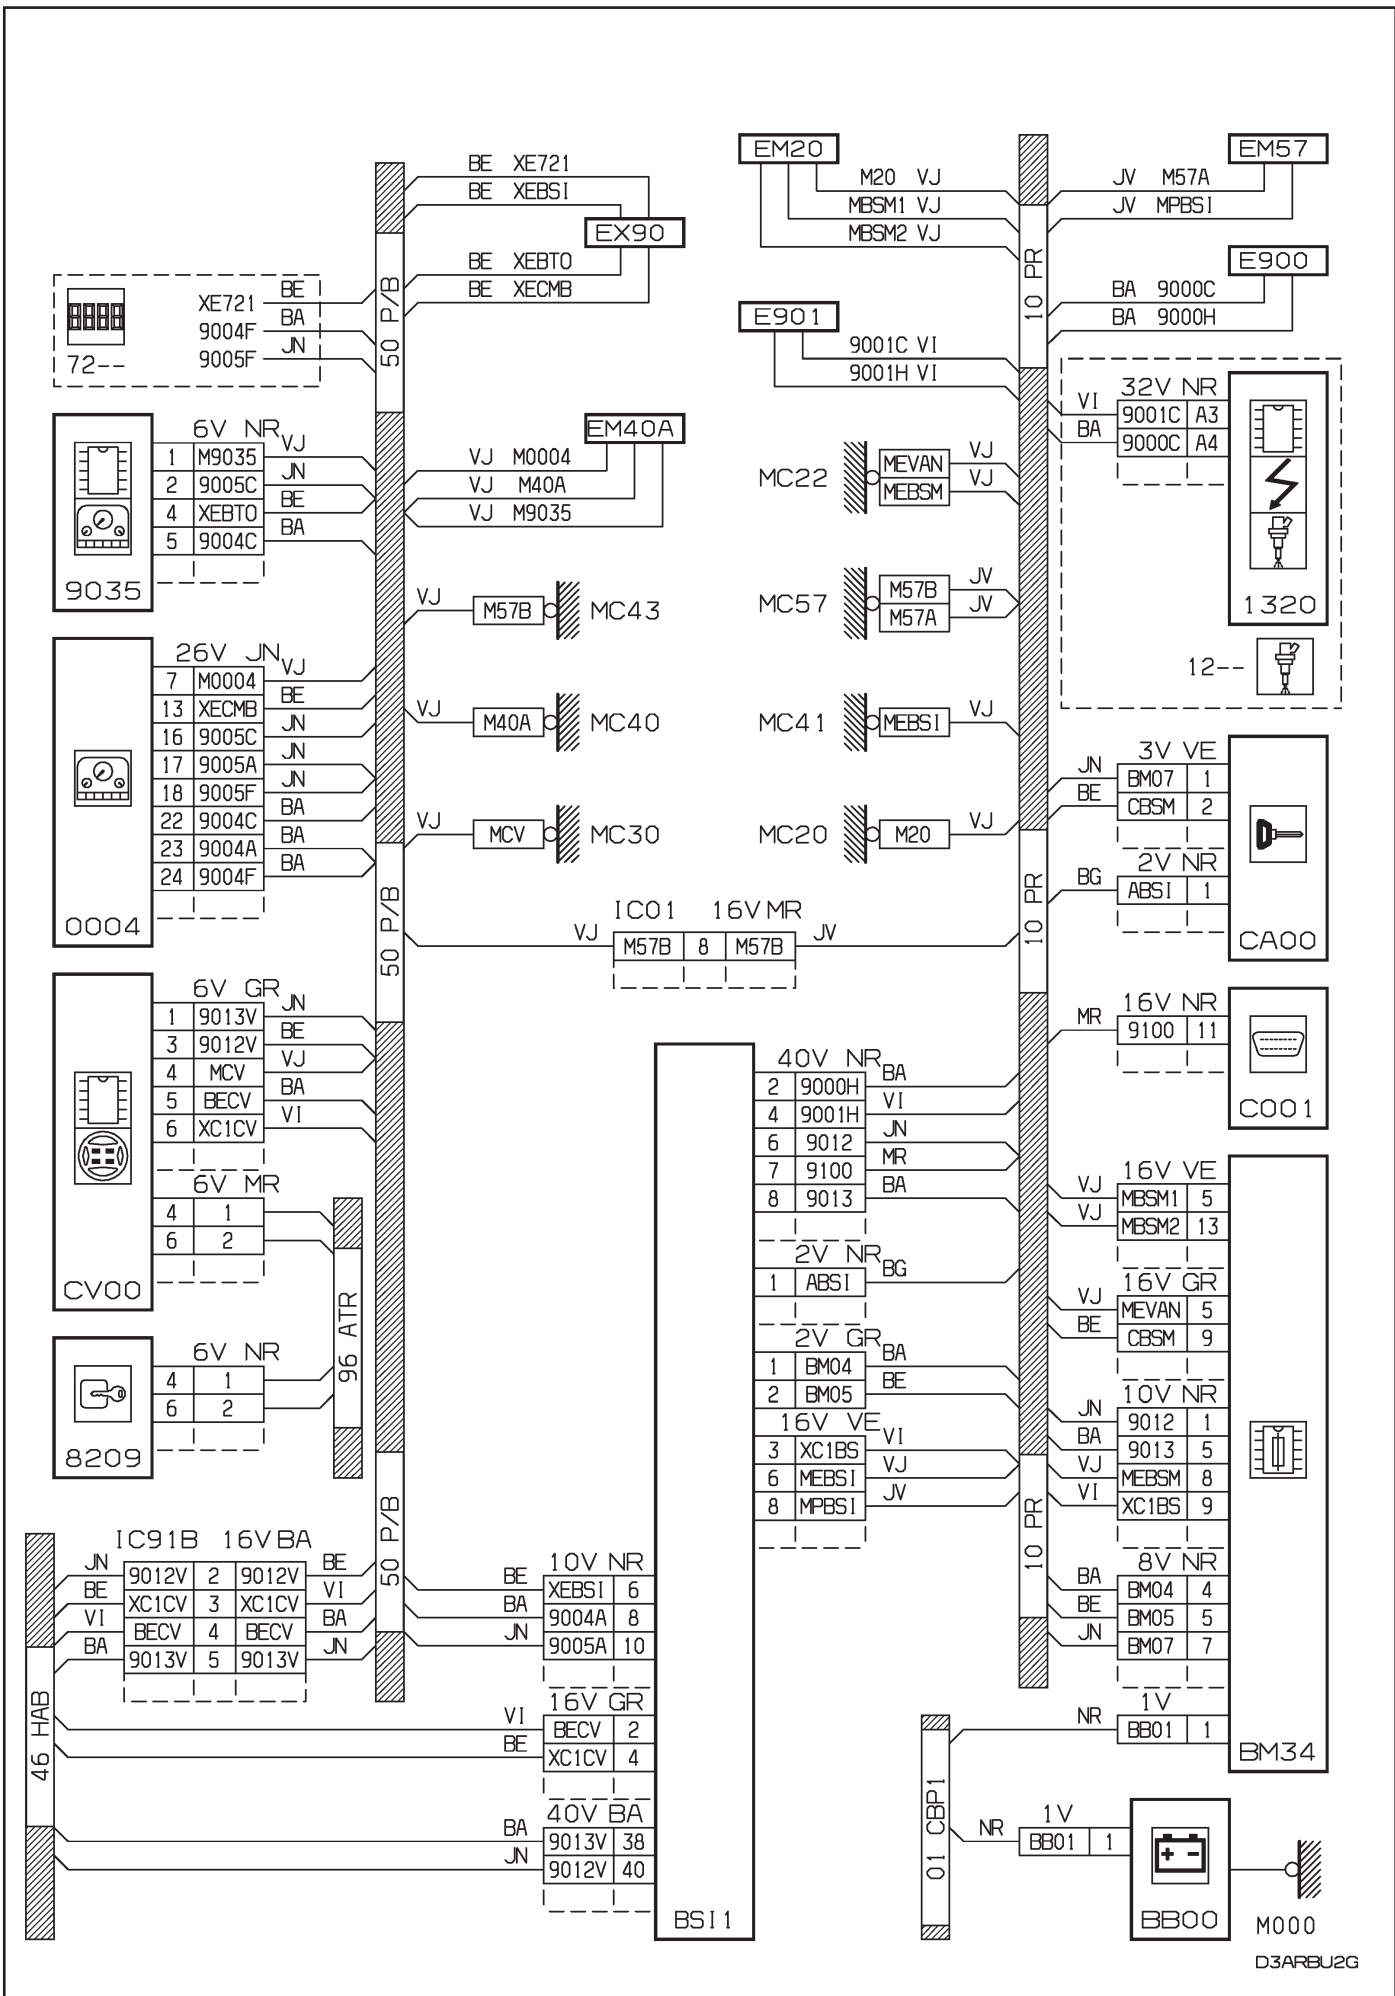 BE XE721
BE XEBSI
EX90
BE XEBTO
BE XECMB
50 P/B
XE721 BE
9004F BA
9005F JN
72--
6V NR
1 M9035 VJ
2 9005C JN
4 XEBTO BE
5 9004C BA
9035
EM40A
VJ M0004
VJ M40A
VJ M9035
VJ M57B MC43
VJ M40A MC40
VJ MCV MC30
26V JN
7 M0004 VJ
13 XECMB BE
16 9005C JN
17 9005A JN
18 9005F JN
22 9004C BA
23 9004A BA
24 9004F BA
0004
50 P/B
6V GR
1 9013V JN
3 9012V BE
4 MCV VJ
5 BECV BA
6 XC1CV VI
6V MR
4 1
6 2
CV00
96 ATR
6V NR
4 1
6 2
8209
50 P/B
IC91B 16V BA
JN 9012V 2 9012V BE
BE XC1CV 3 XC1CV VI
VI BECV 4 BECV BA
BA 9013V 5 9013V JN
46 HAB
EM20
M20 VJ
MBSM1 VJ
MBSM2 VJ
10 PR
EM57
JV M57A
JV MPBSI
E900
BA 9000C
BA 9000H
E901
9001C VI
9001H VI
32V NR
VI 9001C A3
BA 9000C A4
1320
12--
MC22 MEVAN VJ
MEBSM VJ
MC57 M57B JV
M57A JV
MC41 MEBSI VJ
MC20 M20 VJ
3V VE
JN BM07 1
BE CBSM 2
2V NR
BG ABSI 1
CA00
10 PR
IC01 16V MR
VJ M57B 8 M57B JV
16V NR
MR 9100 11
C001
40V NR
2 9000H BA
4 9001H VI
6 9012 JN
7 9100 MR
8 9013 BA
2V NR
1 ABSI BG
2V GR
1 BM04 BA
2 BM05 BE
16V VE
3 XC1BS VI
6 MEBSI VJ
8 MPBSI JV
10V NR
BE XEBSI 6
BA 9004A 8
JN 9005A 10
16V GR
VI BECV 2
BE XC1CV 4
40V BA
BA 9013V 38
JN 9012V 40
BSI1
16V VE
VJ MBSM1 5
VJ MBSM2 13
16V GR
VJ MEVAN 5
BE CBSM 9
10V NR
JN 9012 1
BA 9013 5
VJ MEBSM 8
VI XC1BS 9
10 PR
8V NR
BA BM04 4
BE BM05 5
JN BM07 7
1V
NR BB01 1
BM34
01 CBP1
1V
NR BB01 1
+ -
BB00
M000
D3ARBU2G